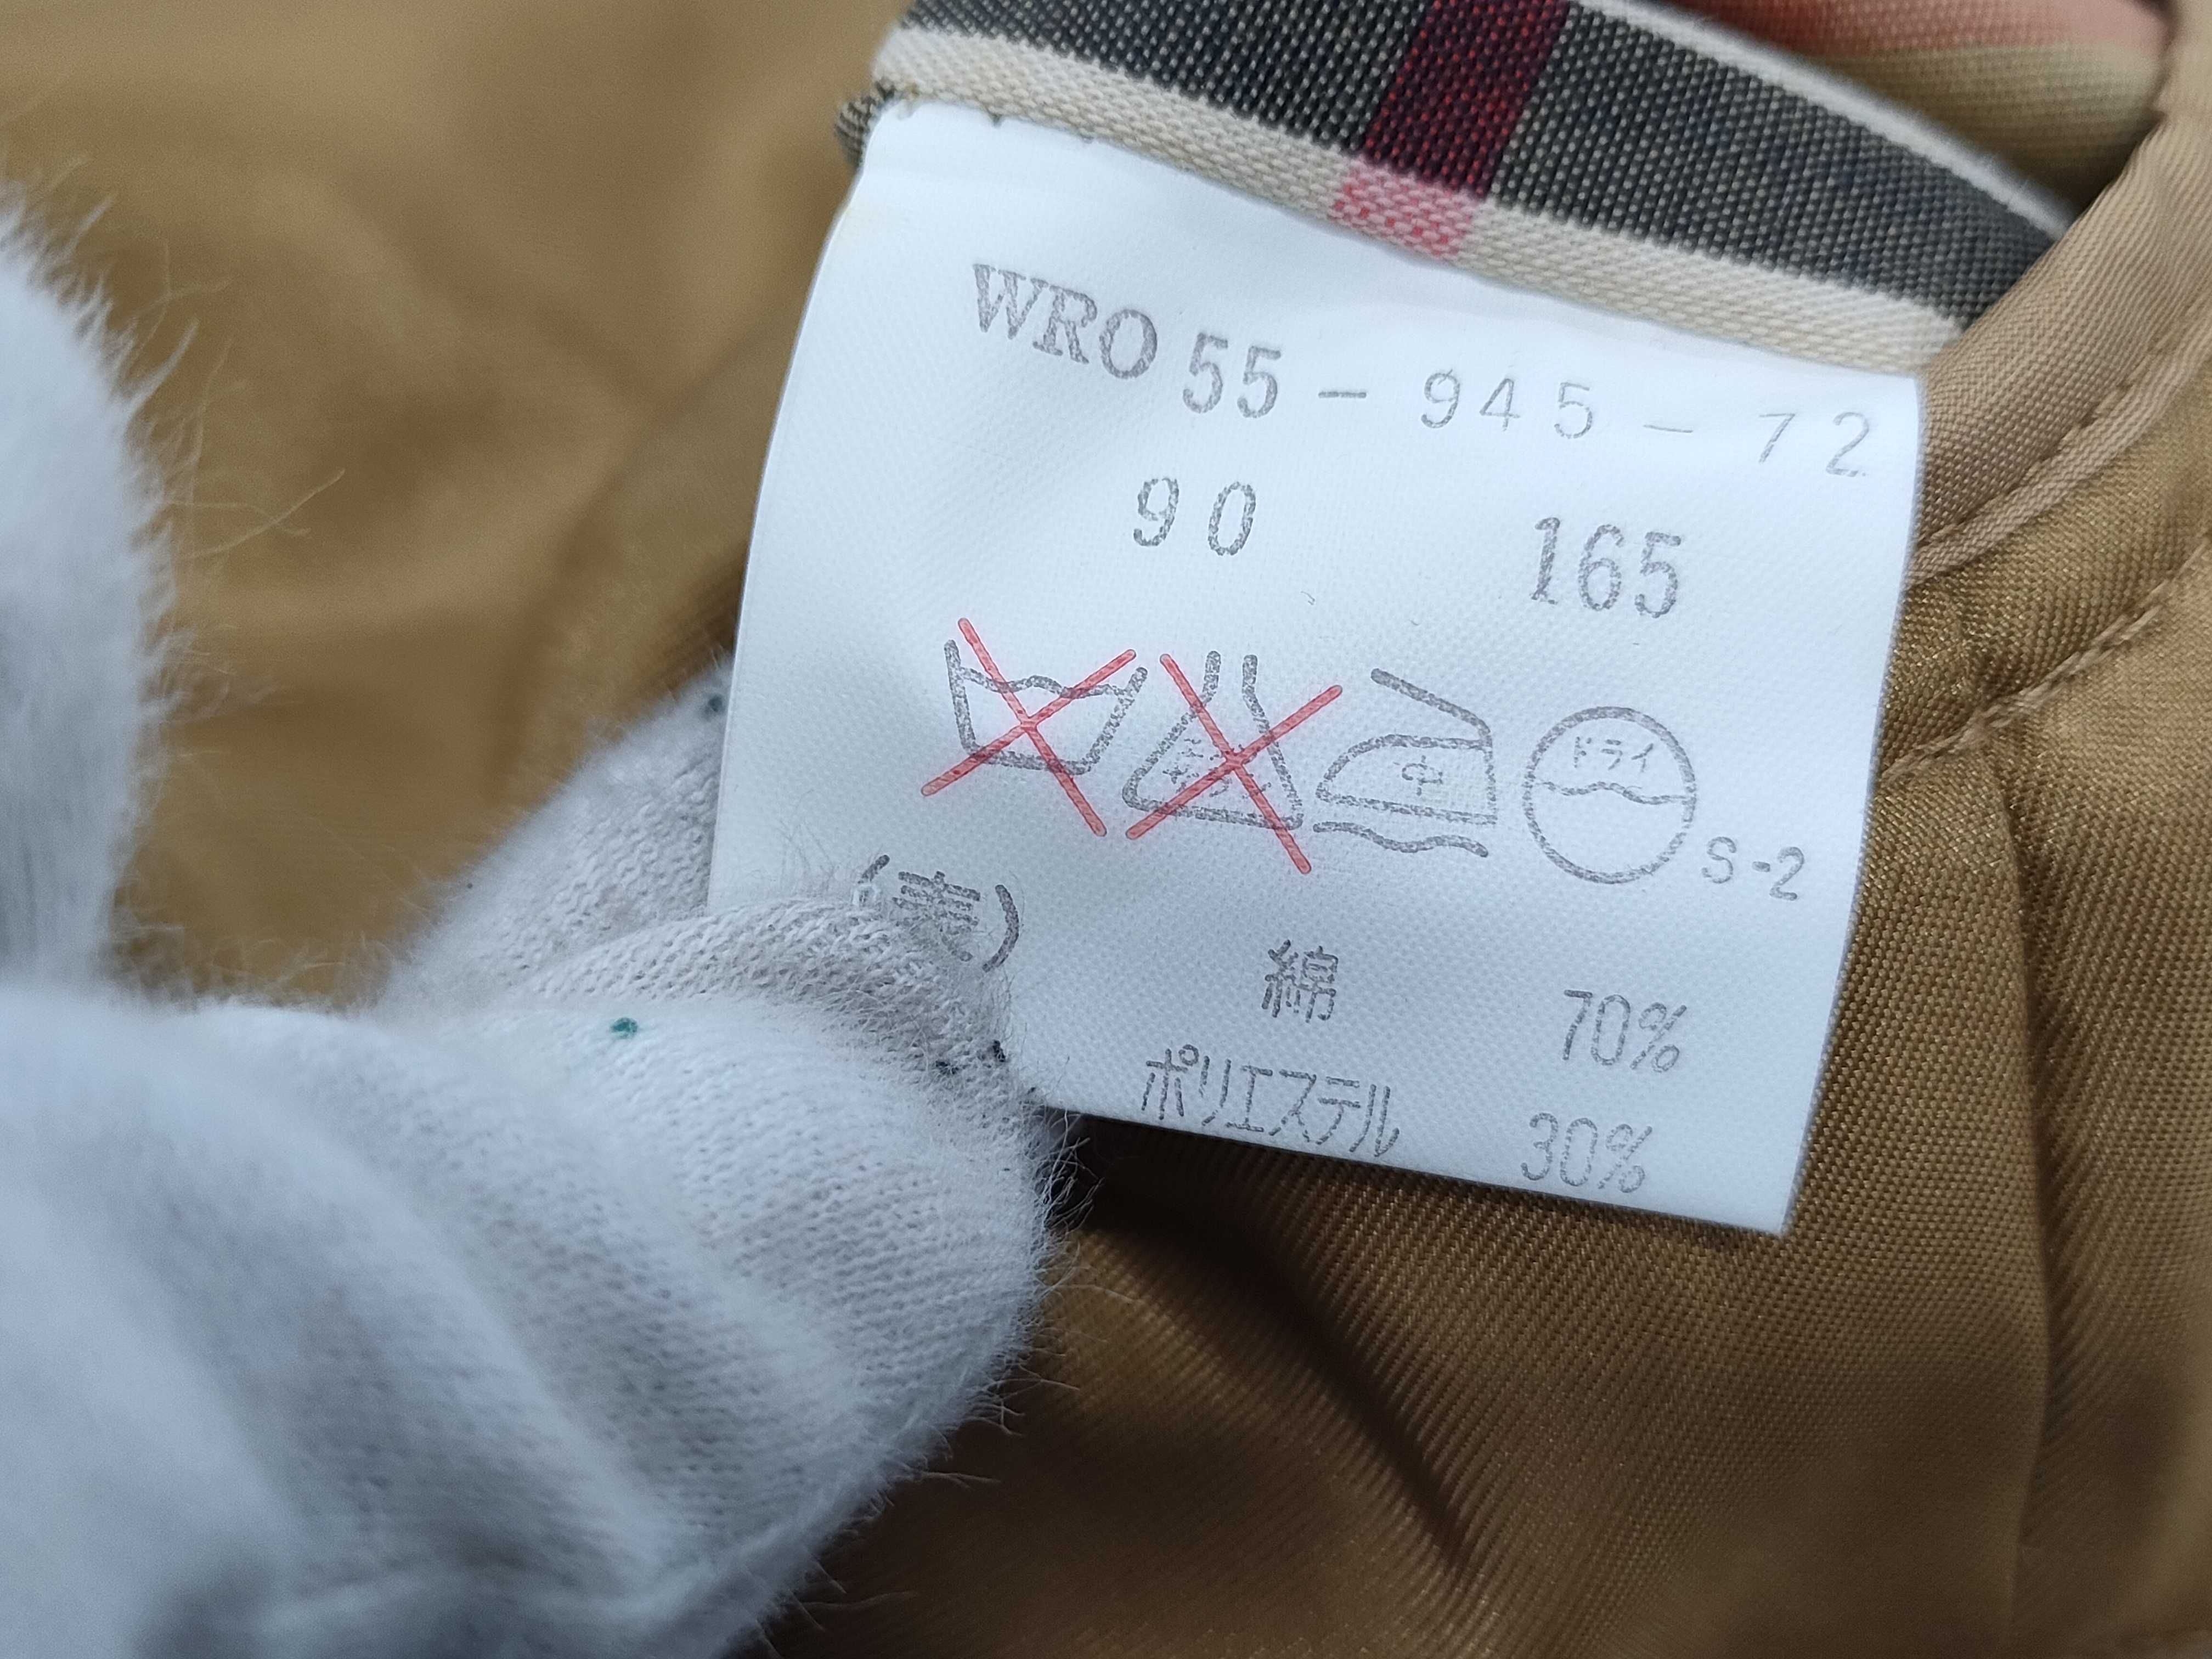 WRO 55 - 945 - 72
90 165
中 ドライ
S-2
(表)
綿 70%
ポリエステル 30%